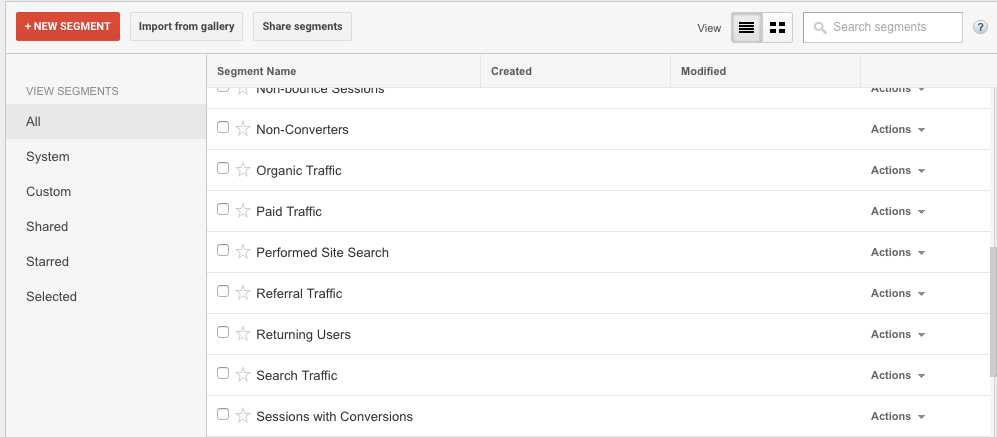 + NEW SEGMENT Import from gallery Share segments View Search segments ?
Segment Name Created Modified
VIEW SEGMENTS
All
System
Custom
Shared
Starred
Selected
Non-bounce Sessions Actions
Non-Converters Actions
Organic Traffic Actions
Paid Traffic Actions
Performed Site Search Actions
Referral Traffic Actions
Returning Users Actions
Search Traffic Actions
Sessions with Conversions Actions